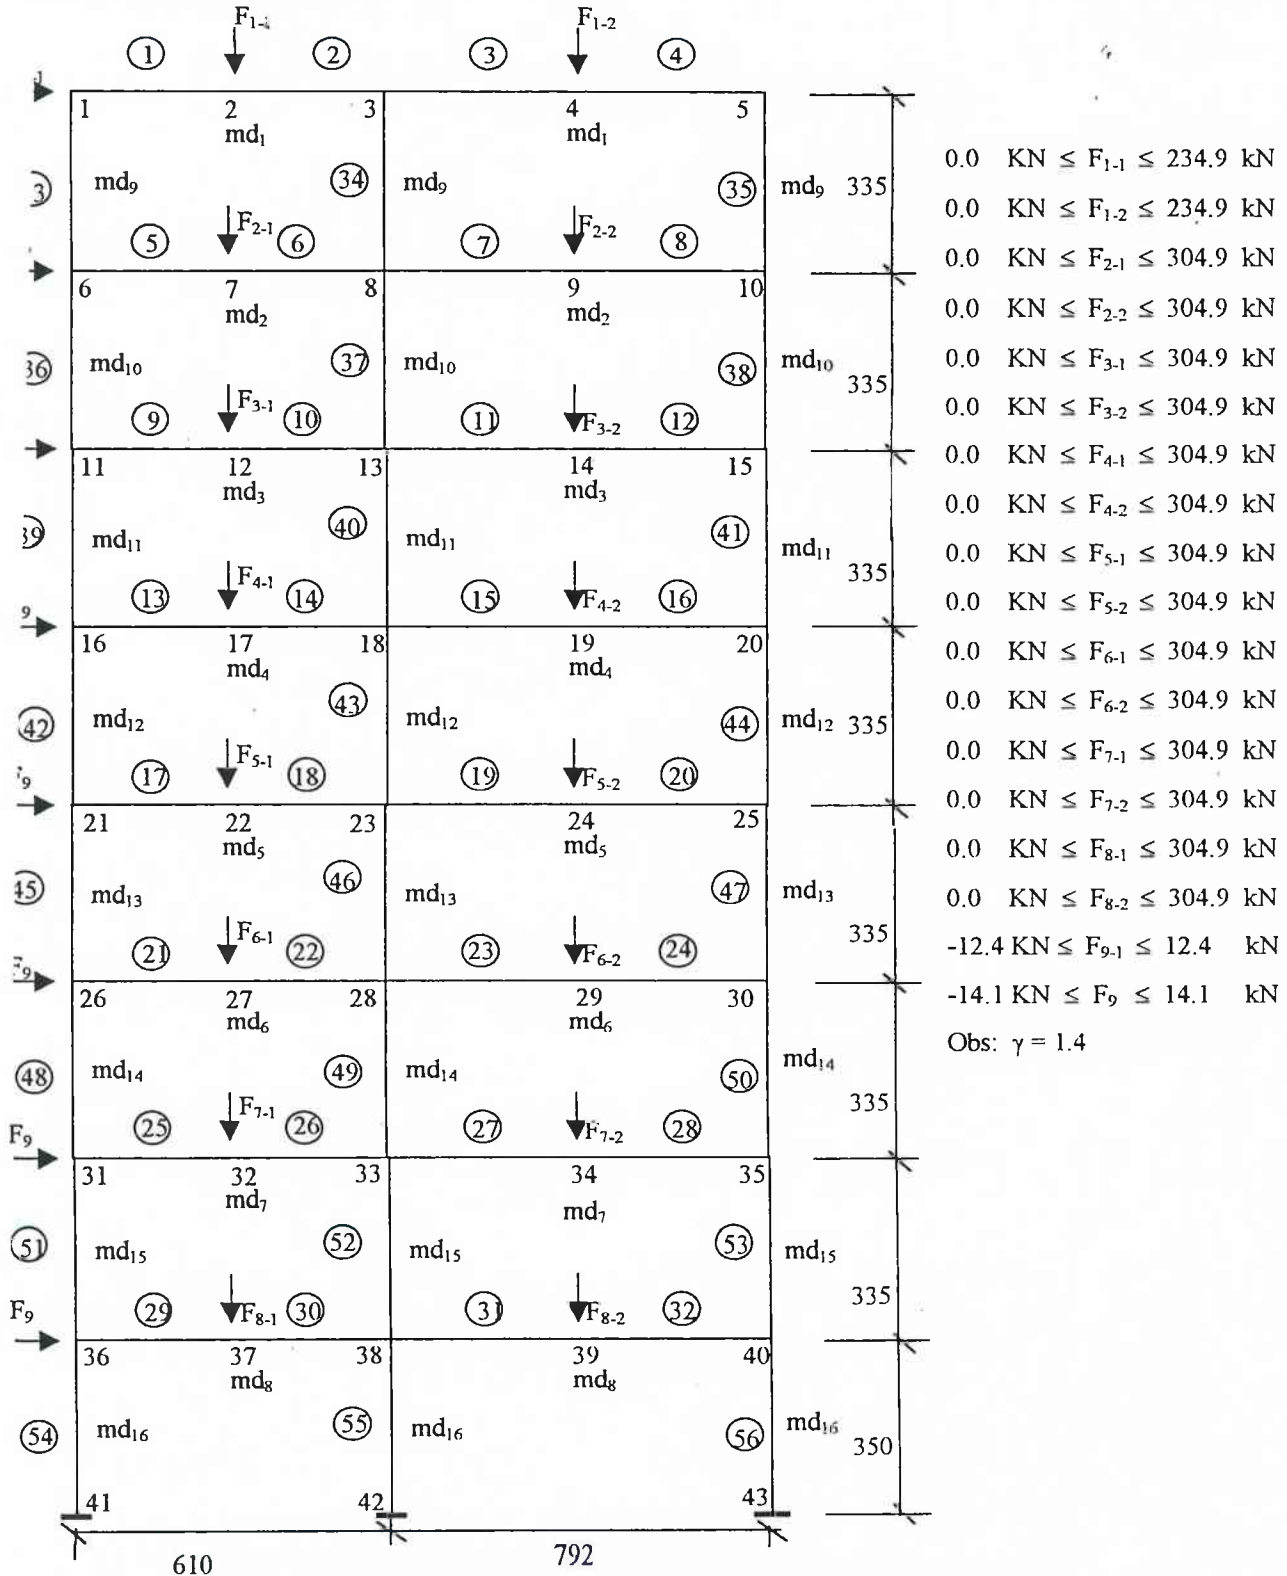 F₁₋ F₁₋₂
① ② ③ ④
1 2 3 4 5
md₁ md₁
0.0 KN ≤ F₁₋₁ ≤ 234.9 kN
3 md₉ 34 md₉ 35 md₉ 335
0.0 KN ≤ F₁₋₂ ≤ 234.9 kN
F₂₋₁ F₂₋₂
⑤ ⑥ ⑦ ⑧
0.0 KN ≤ F₂₋₁ ≤ 304.9 kN
6 7 8 9 10
md₂ md₂
0.0 KN ≤ F₂₋₂ ≤ 304.9 kN
36 md₁₀ 37 md₁₀ 38 md₁₀ 335
0.0 KN ≤ F₃₋₁ ≤ 304.9 kN
F₃₋₁ F₃₋₂
9 10 11 12
0.0 KN ≤ F₃₋₂ ≤ 304.9 kN
11 12 13 14 15
0.0 KN ≤ F₄₋₁ ≤ 304.9 kN
md₃ md₃
0.0 KN ≤ F₄₋₂ ≤ 304.9 kN
39 md₁₁ 40 md₁₁ 41 md₁₁ 335
0.0 KN ≤ F₅₋₁ ≤ 304.9 kN
F₄₋₁ F₄₋₂
13 14 15 16
0.0 KN ≤ F₅₋₂ ≤ 304.9 kN
9
16 17 18 19 20
0.0 KN ≤ F₆₋₁ ≤ 304.9 kN
md₄ md₄
42 md₁₂ 43 md₁₂ 44 md₁₂ 335
0.0 KN ≤ F₆₋₂ ≤ 304.9 kN
F₅₋₁ F₅₋₂
0.0 KN ≤ F₇₋₁ ≤ 304.9 kN
F₉ 17 18 19 20
0.0 KN ≤ F₇₋₂ ≤ 304.9 kN
21 22 23 24 25
md₅ md₅
0.0 KN ≤ F₈₋₁ ≤ 304.9 kN
45 md₁₃ 46 md₁₃ 47 md₁₃ 335
0.0 KN ≤ F₈₋₂ ≤ 304.9 kN
F₆₋₁ F₆₋₂
F₉ 21 22 23 24
-12.4 KN ≤ F₉₋₁ ≤ 12.4 kN
26 27 28 29 30
md₆ md₆
-14.1 KN ≤ F₉ ≤ 14.1 kN
Obs: γ = 1.4
48 md₁₄ 49 md₁₄ 50 md₁₄ 335
F₇₋₁ F₇₋₂
F₉ 25 26 27 28
31 32 33 34 35
md₇ md₇
51 md₁₅ 52 md₁₅ 53 md₁₅ 335
F₉ 29 F₈₋₁ 30 31 F₈₋₂ 32
36 37 38 39 40
md₈ md₈
54 md₁₆ 55 md₁₆ 56 md₁₆ 350
41 42 43
610 792